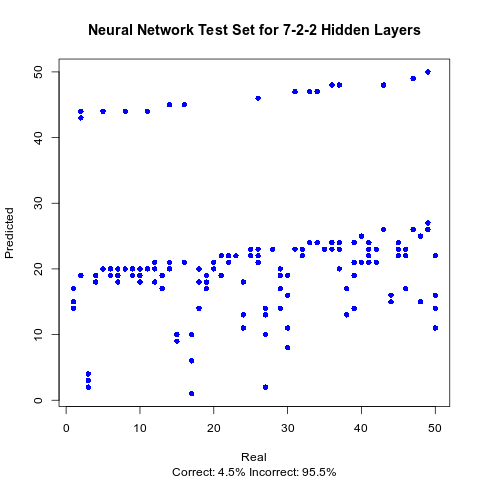 Neural Network Test Set for 7-2-2 Hidden Layers
50
40
30
20
10
0
Predicted
0 10 20 30 40 50
Real
Correct: 4.5% Incorrect: 95.5%